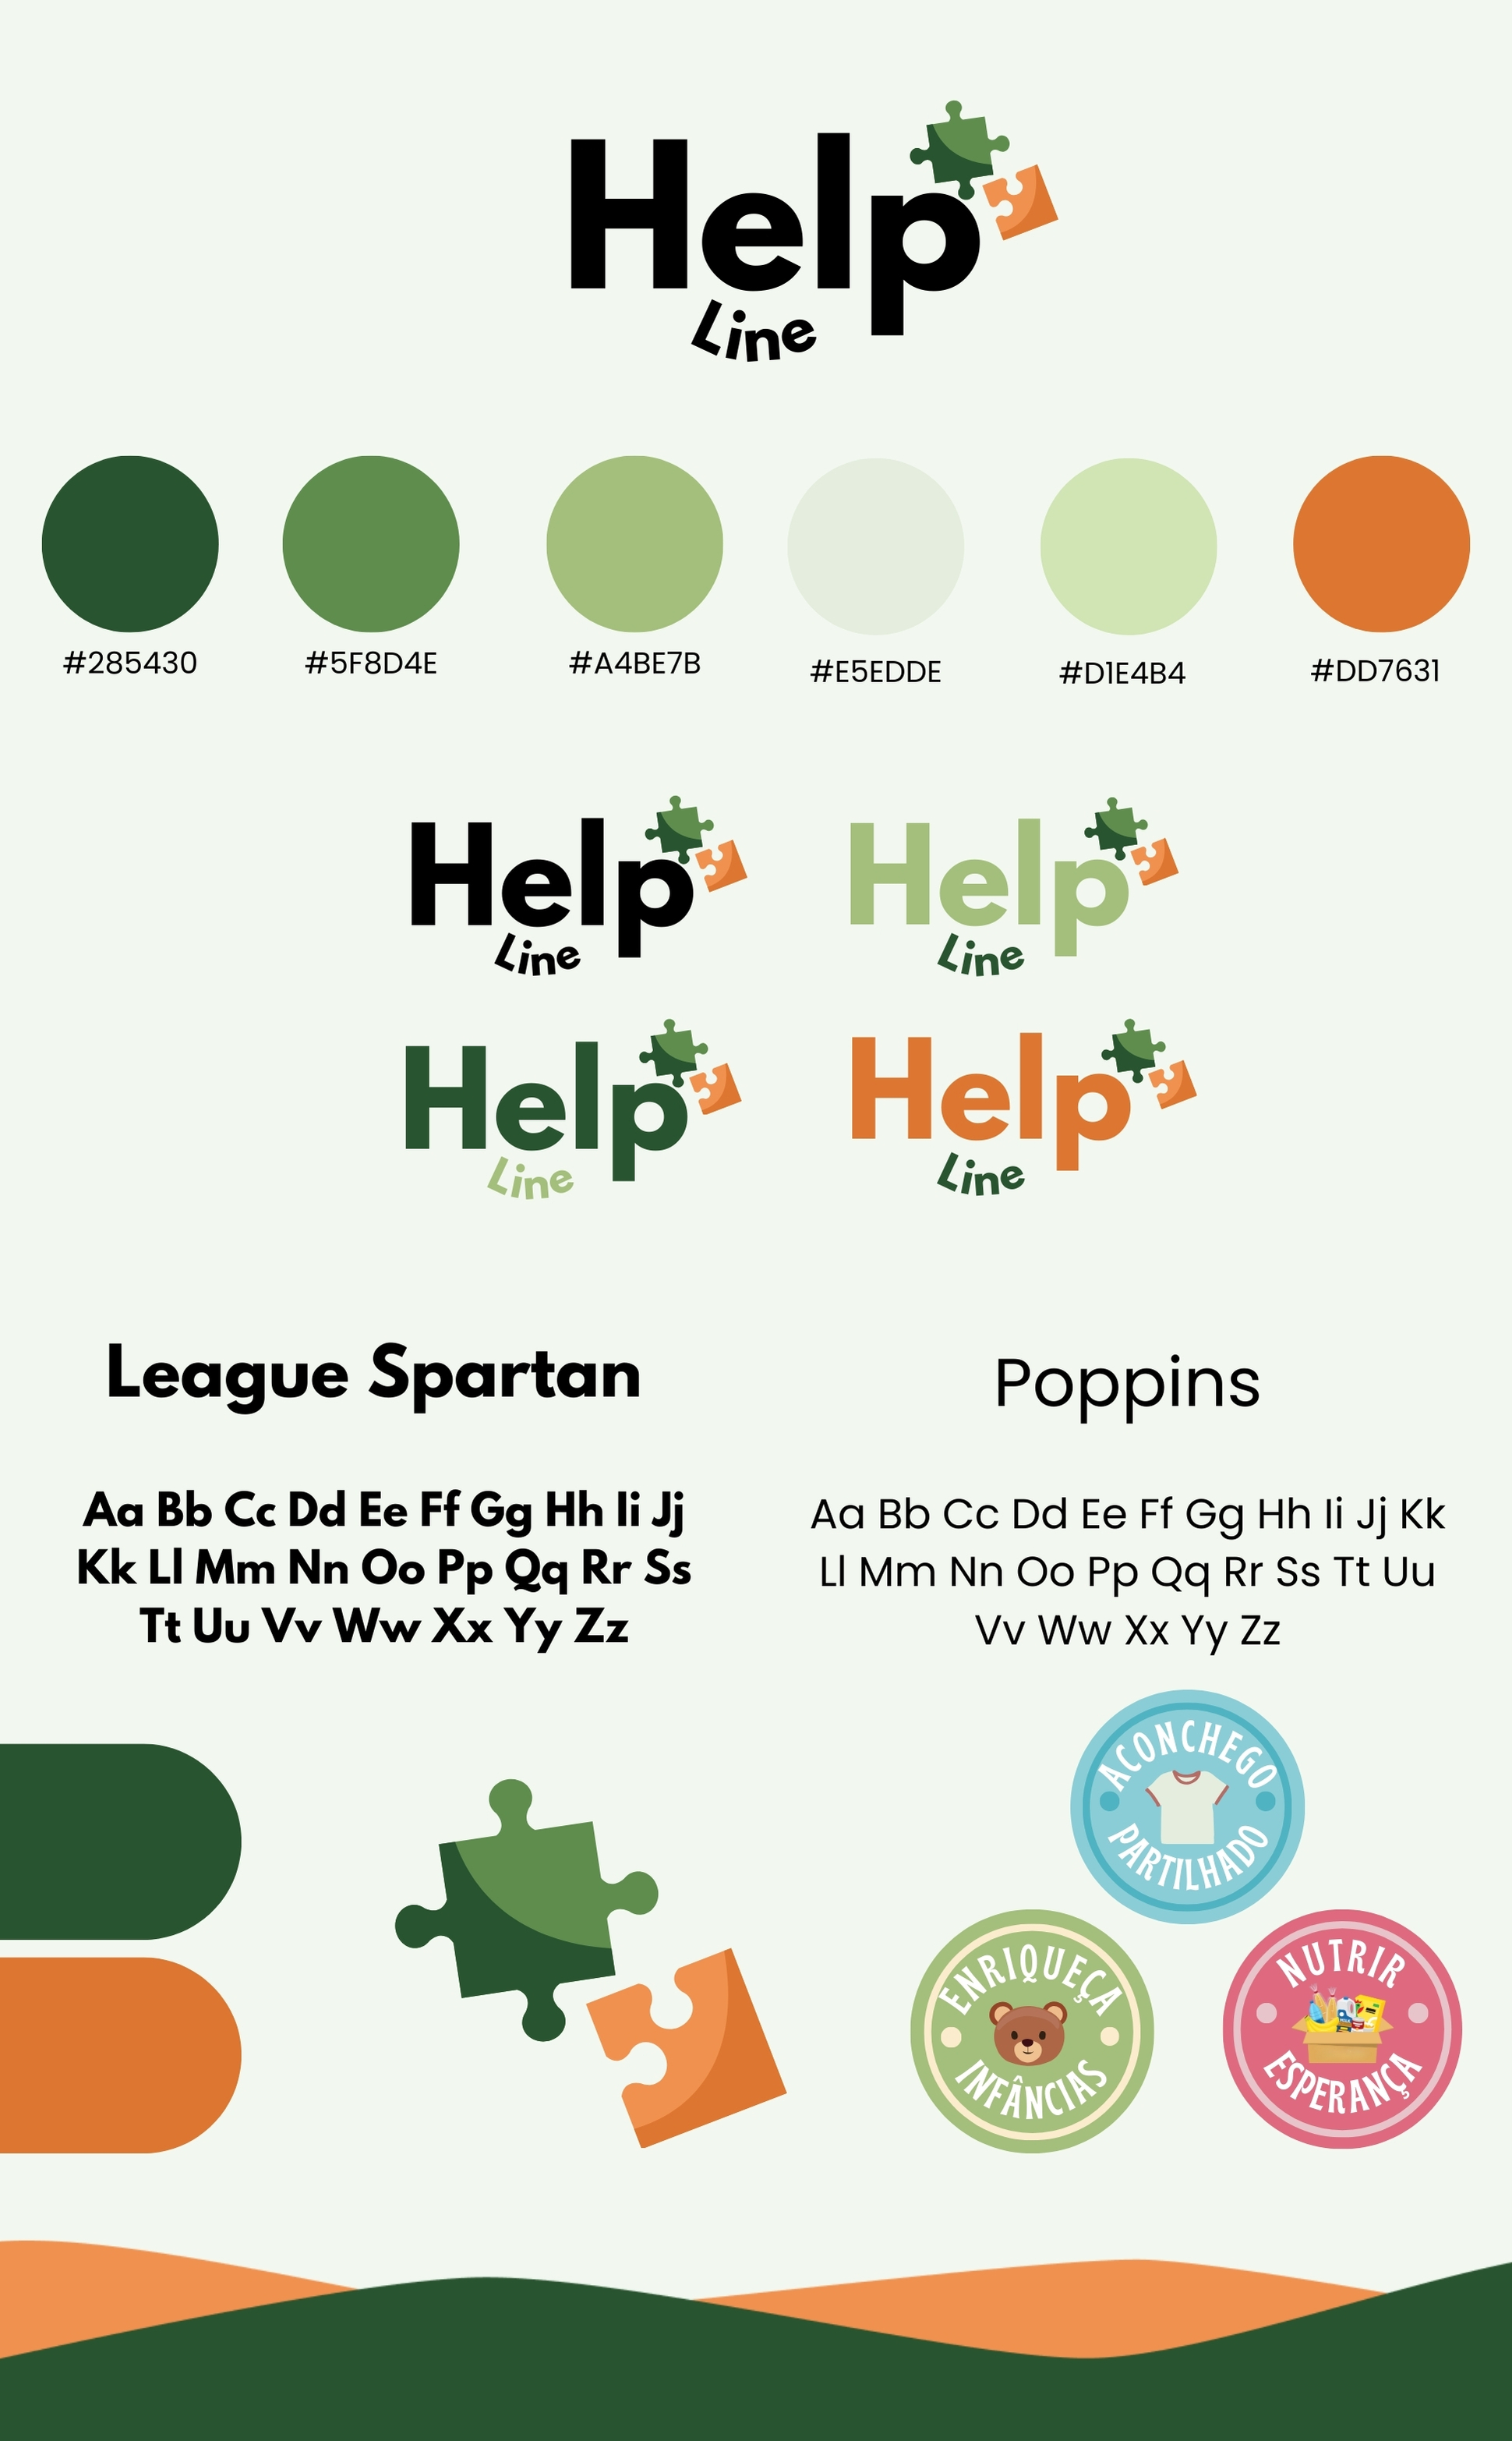 Help
Line
#285430
#5F8D4E
#A4BE7B
#E5EDDE
#D1E4B4
#DD7631
Help
Line
Help
Line
Help
Line
Help
Line
League Spartan
Aa Bb Cc Dd Ee Ff Gg Hh Ii Jj
Kk Ll Mm Nn Oo Pp Qq Rr Ss
Tt Uu Vv Ww Xx Yy Zz
Poppins
Aa Bb Cc Dd Ee Ff Gg Hh Ii Jj Kk
Ll Mm Nn Oo Pp Qq Rr Ss Tt Uu
Vv Ww Xx Yy Zz
ACONCHEGO
PARTILHADO
ENRIQUEÇA
INFÂNCIAS
NUTRIR
ESPERANÇA